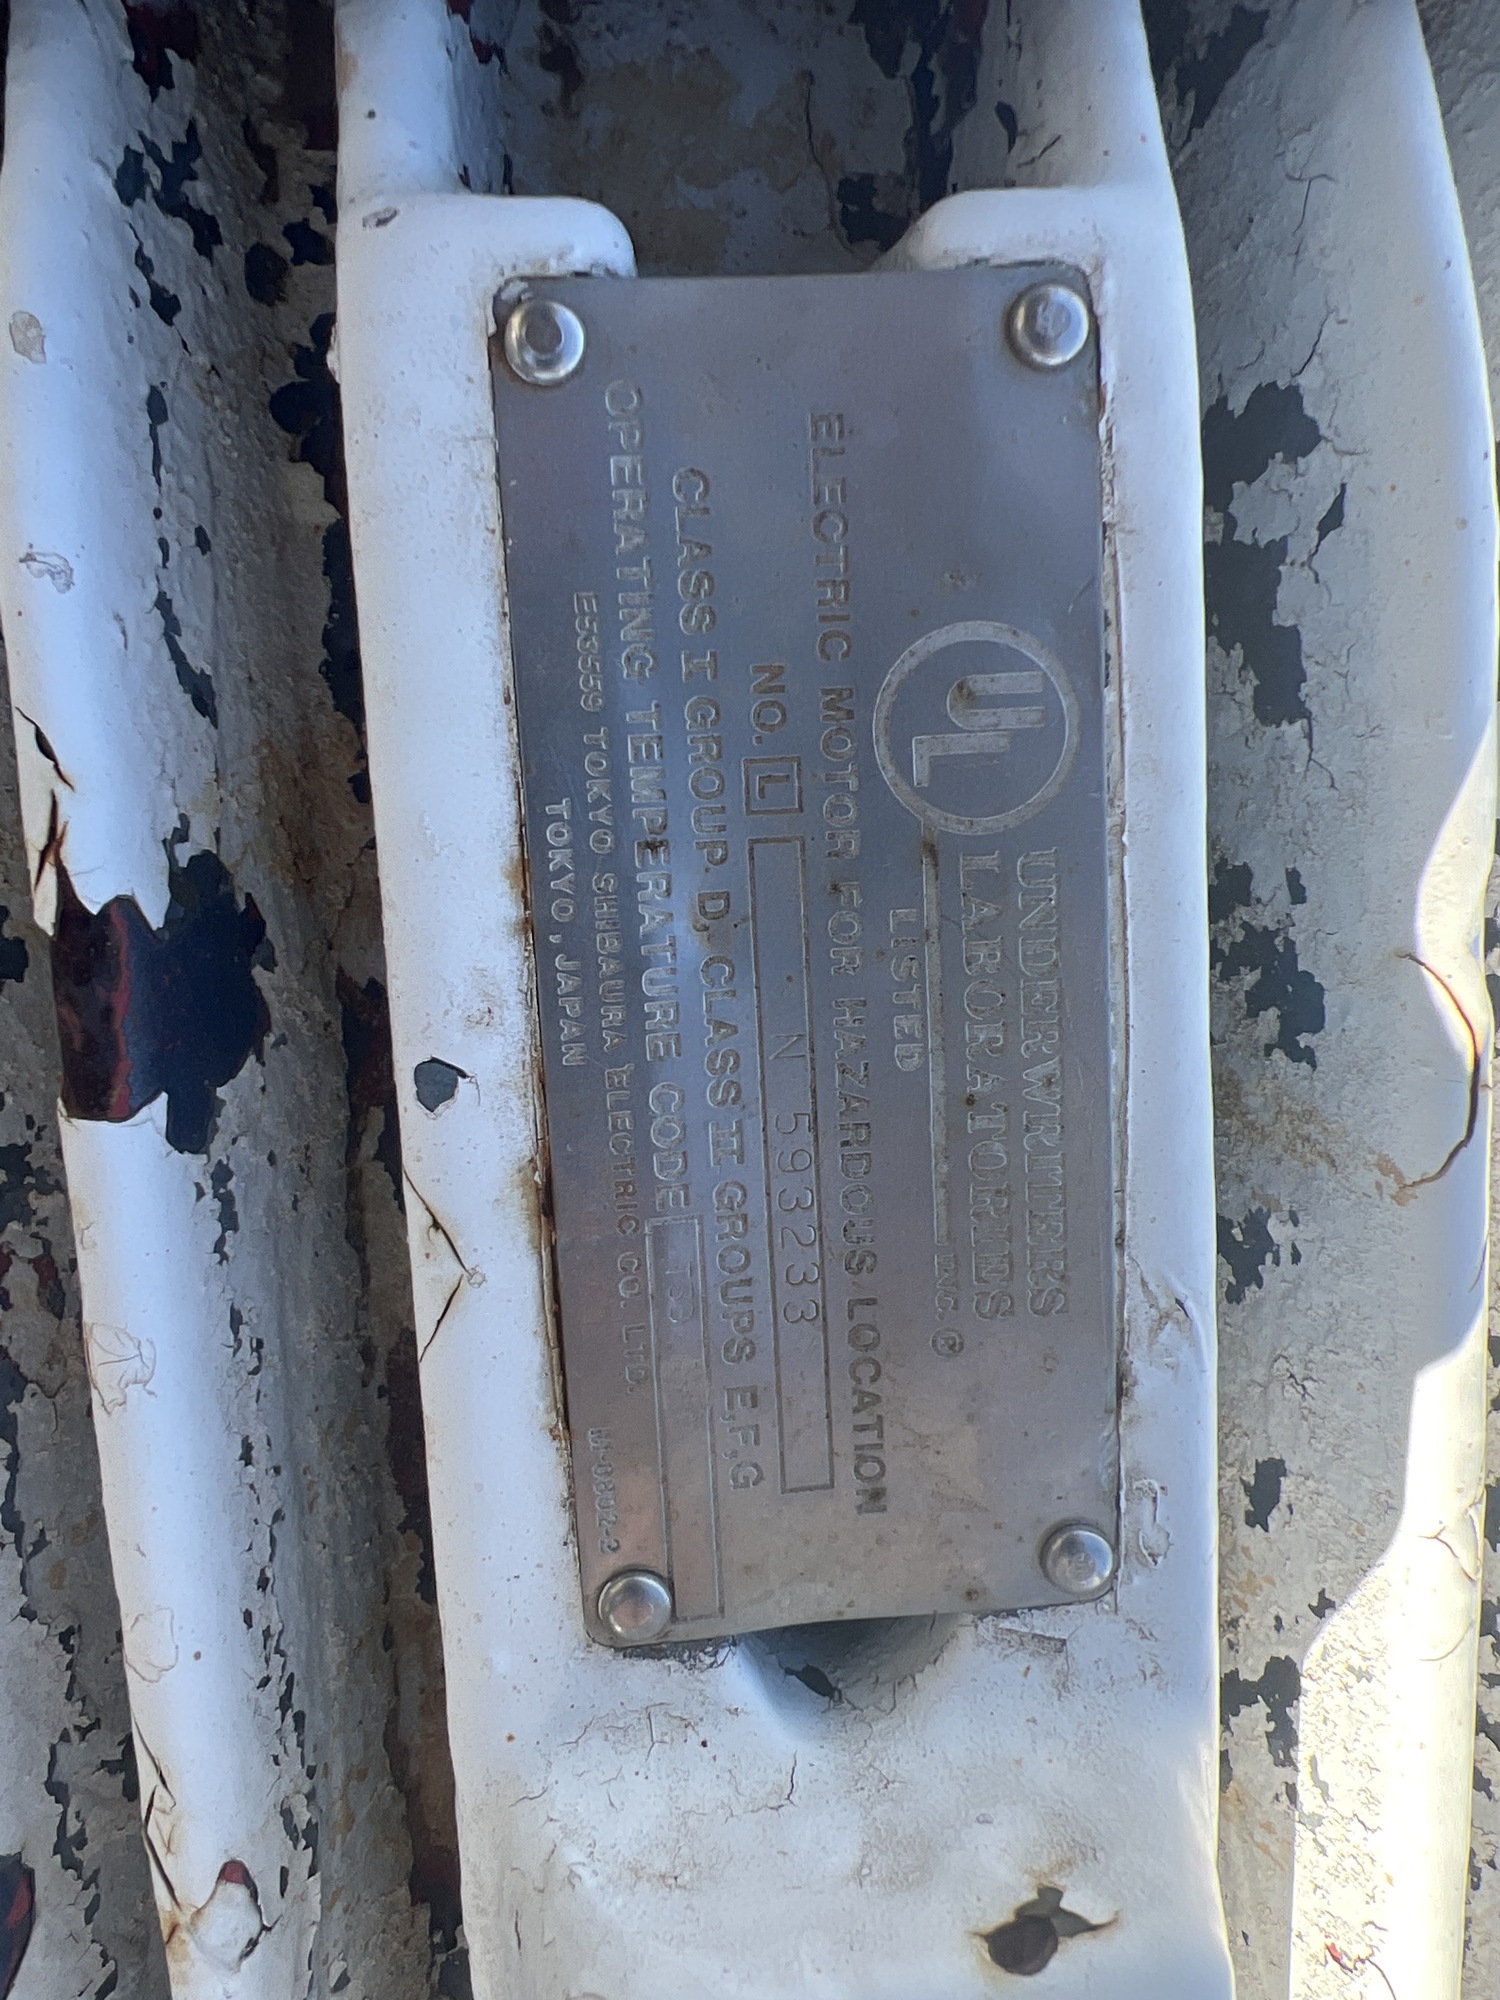 UL
UNDERWRITERS
LABORATORIES
INC.®
LISTED
ELECTRIC MOTOR FOR HAZARDOUS LOCATION
NO. L N593233
CLASS I GROUP D, CLASS II GROUPS E,F,G
OPERATING TEMPERATURE CODE
E53559 TOKYO SHIBAURA ELECTRIC CO. LTD.
TOKYO, JAPAN